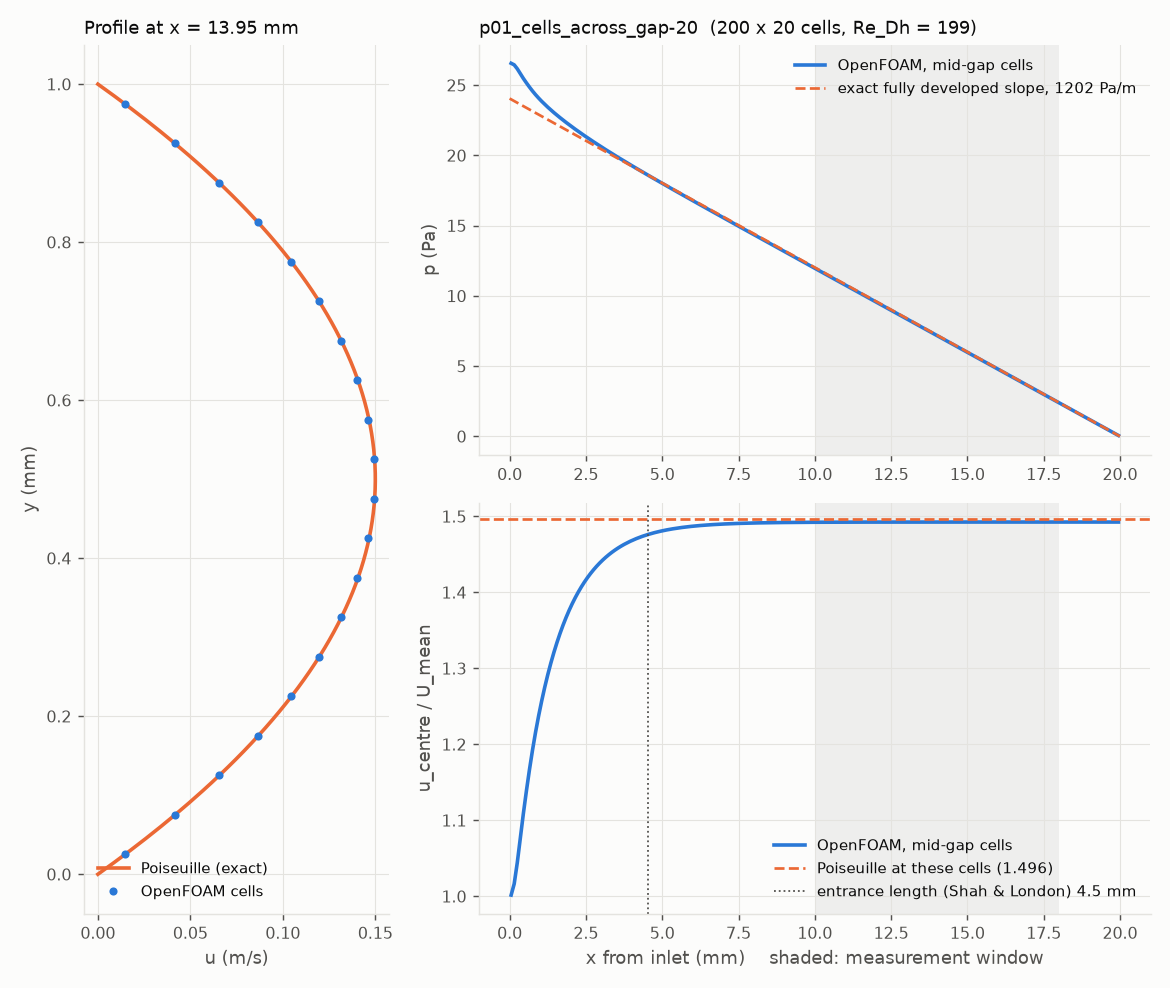 Profile at x = 13.95 mm
1.0
0.8
0.6
0.4
0.2
0.0
y (mm)
Poiseuille (exact)
OpenFOAM cells
0.00 0.05 0.10 0.15
u (m/s)
p01_cells_across_gap-20 (200 x 20 cells, Re_Dh = 199)
OpenFOAM, mid-gap cells
exact fully developed slope, 1202 Pa/m
25
20
15
10
5
0
p (Pa)
0.0 2.5 5.0 7.5 10.0 12.5 15.0 17.5 20.0
1.5
1.4
1.3
1.2
1.1
1.0
u_centre / U_mean
OpenFOAM, mid-gap cells
Poiseuille at these cells (1.496)
entrance length (Shah & London) 4.5 mm
0.0 2.5 5.0 7.5 10.0 12.5 15.0 17.5 20.0
x from inlet (mm) shaded: measurement window